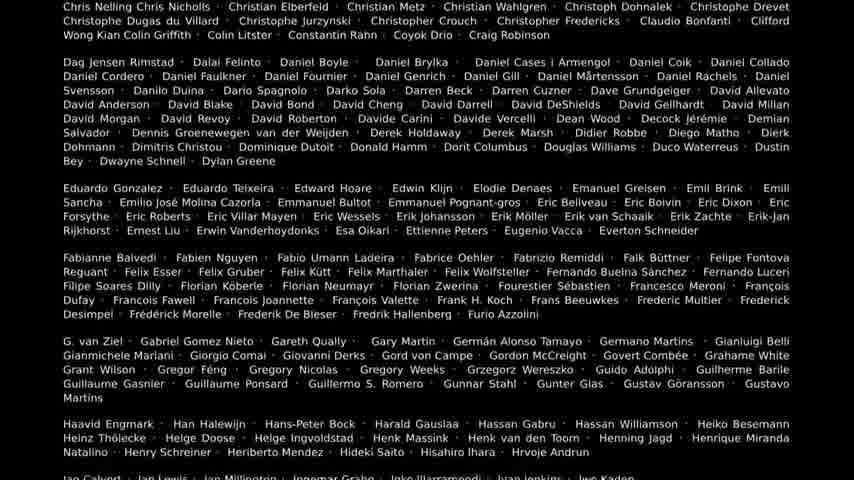 Chris Nelling Chris Nicholls · Christian Elberfeld · Christian Metz · Christian Wahlgren · Christoph Dohnalek · Christophe Drevet
Christophe Dugas du Villard · Christophe Jurzynski · Christopher Crouch · Christopher Fredericks · Claudio Bonfanti · Clifford
Wong Kian Colin Griffith · Colin Litster · Constantin Rahn · Coyok Drio · Craig Robinson
Dag Jensen Rimstad · Dalai Felinto · Daniel Boyle · Daniel Brylka · Daniel Cases i Armengol · Daniel Coik · Daniel Collado
Daniel Cordero · Daniel Faulkner · Daniel Fournier · Daniel Genrich · Daniel Gill · Daniel Mårtensson · Daniel Rachels · Daniel
Svensson · Danilo Duina · Dario Spagnolo · Darko Sola · Darren Beck · Darren Cuzner · Dave Grundgeiger · David Allevato
David Anderson · David Blake · David Bond · David Cheng · David Darrell · David DeShields · David Gellhardt · David Millan
David Morgan · David Revoy · David Roberton · Davide Carini · Davide Vercelli · Dean Wood · Decock Jérémie · Demian
Salvador · Dennis Groenewegen van der Weijden · Derek Holdaway · Derek Marsh · Didier Robbe · Diego Matho · Dierk
Dohmann · Dimitris Christou · Dominique Dutoit · Donald Hamm · Dorit Columbus · Douglas Williams · Duco Waterreus · Dustin
Bey · Dwayne Schnell · Dylan Greene
Eduardo Gonzalez · Eduardo Teixeira · Edward Hoare · Edwin Klijn · Elodie Denaes · Emanuel Greisen · Emil Brink · Emili
Sancha · Emilio José Molina Cazorla · Emmanuel Bultot · Emmanuel Pognant-gros · Eric Bellveau · Eric Boivin · Eric Dixon · Eric
Forsythe · Eric Roberts · Eric Villar Mayen · Eric Wessels · Erik Johansson · Erik Möller · Erik van Schaaik · Erik Zachte · Erik-Jan
Rijkhorst · Ernest Liu · Erwin Vanderhoydonks · Esa Oikari · Ettienne Peters · Eugenio Vacca · Everton Schneider
Fabianne Balvedi · Fabien Nguyen · Fabio Umann Ladeira · Fabrice Oehler · Fabrizio Remiddi · Falk Büttner · Felipe Fontova
Reguant · Felix Esser · Felix Gruber · Felix Kütt · Felix Marthaler · Felix Wolfsteller · Fernando Buelna Sánchez · Fernando Luceri
Filipe Soares Dilly · Florian Köberle · Florian Neumayr · Florian Zwerina · Fourestier Sébastien · Francesco Meroni · François
Dufay · Francois Fawell · Francois Joannette · François Valette · Frank H. Koch · Frans Beeuwkes · Frederic Multier · Frederick
Desimpel · Frédérick Morelle · Frederik De Bleser · Fredrik Hallenberg · Furio Azzolini
G. van Ziel · Gabriel Gomez Nieto · Gareth Qually · Gary Martin · Germán Alonso Tamayo · Germano Martins · Gianluigi Belli
Gianmichele Mariani · Giorgio Comai · Giovanni Derks · Gord von Campe · Gordon McCreight · Govert Combée · Grahame White
Grant Wilson · Gregor Féng · Gregory Nicolas · Gregory Weeks · Grzegorz Wereszko · Guido Adolphi · Guilherme Barile
Guillaume Gasnier · Guillaume Ponsard · Guillermo S. Romero · Gunnar Stahl · Gunter Glas · Gustav Göransson · Gustavo
Martins
Haavid Engmark · Han Halewijn · Hans-Peter Bock · Harald Gauslaa · Hassan Gabru · Hassan Williamson · Heiko Besemann
Heinz Thölecke · Helge Doose · Helge Ingvoldstad · Henk Massink · Henk van den Toorn · Henning Jagd · Henrique Miranda
Natalino · Henry Schreiner · Heriberto Mendez · Hideki Saito · Hisahiro Ihara · Hrvoje Andrun
Ian Calvert · Ian Lewis · Ian Millington · Ingemar Grahn · Iñko Illarramendi · Ivan Jenkins · Iwo Kaden